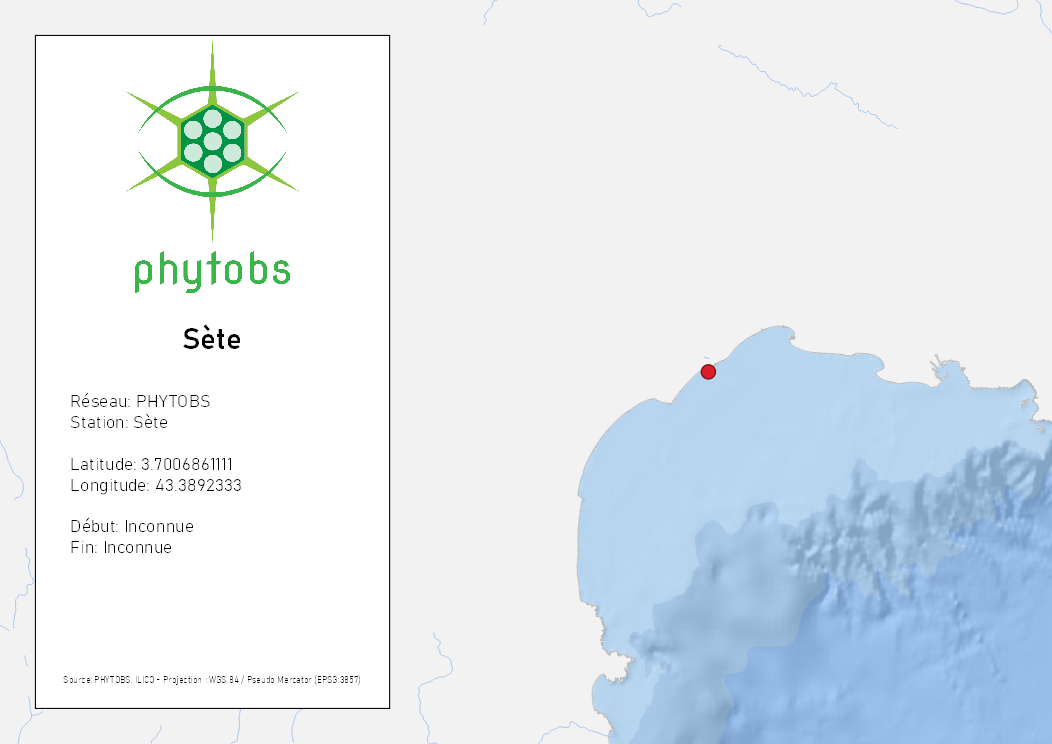 phytobs
Sète
Réseau: PHYTOBS
Station: Sète
Latitude: 3.7006861111
Longitude: 43.3892333
Début: Inconnue
Fin: Inconnue
Source: PHYTOBS, ILICO - Projection : WGS 84 / Pseudo Mercator (EPSG:3857)